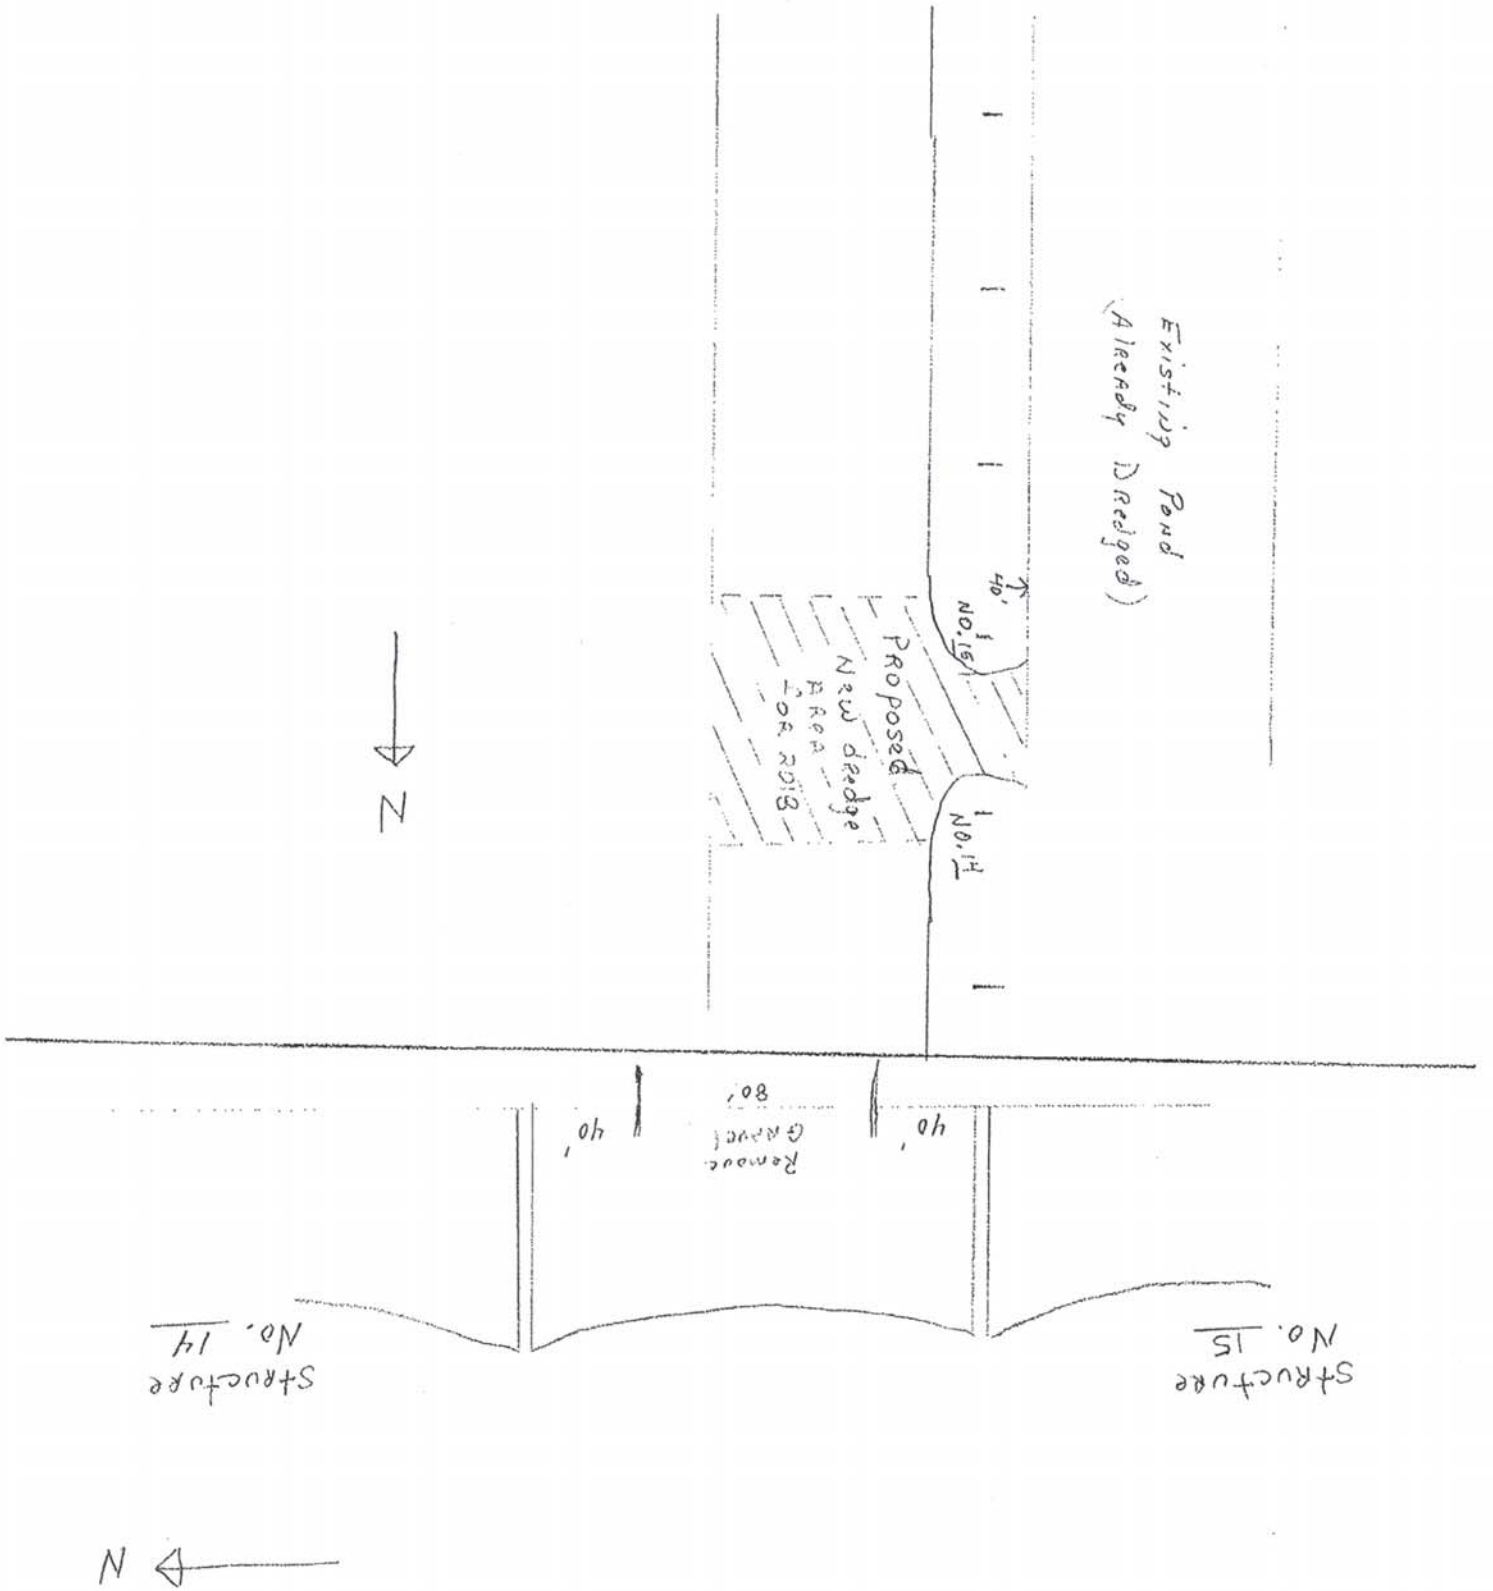 Existing Pond
(Already Dredged)
40'
No. 15
No. 14
Proposed
New dredge
Area
For 2018
N
80'
Remove
Gravel
40'
40'
Structure
No. 14
Structure
No. 15
N